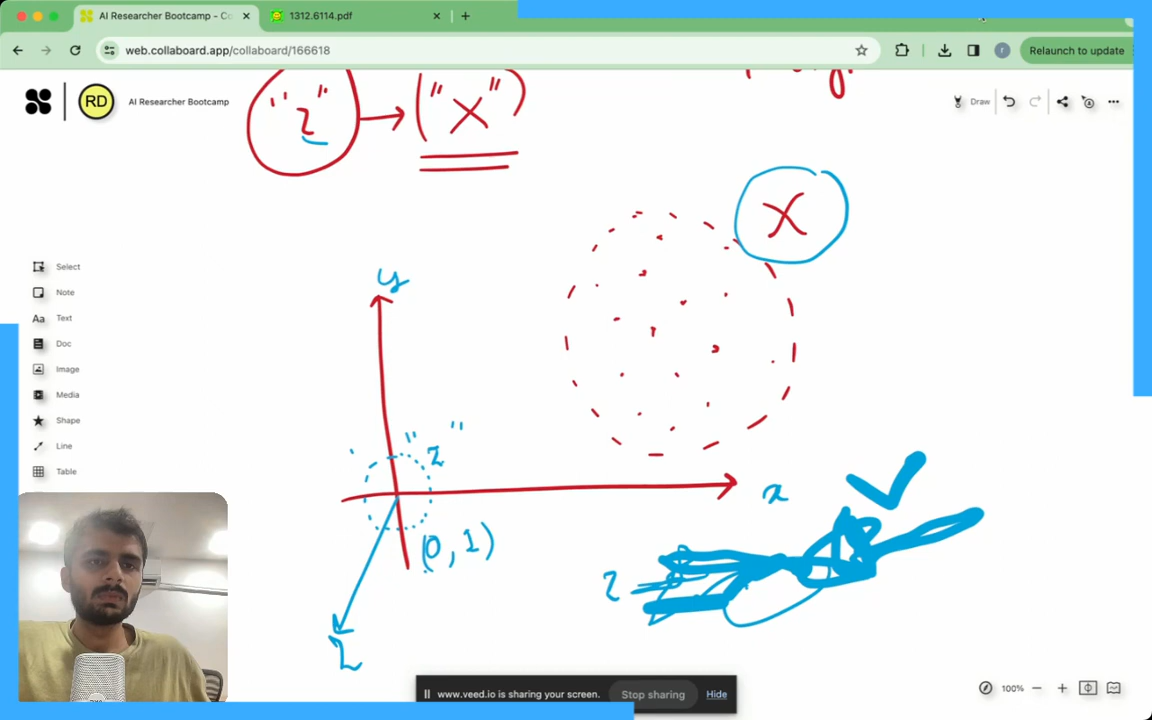 AI Researcher Bootcamp - Co
1312.6114.pdf
web.collaboard.app/collaboard/166618
Relaunch to update
RD
AI Researcher Bootcamp
"z" → ("X")
Draw
X
Select
Note
Text
Doc
Image
Media
Shape
Line
Table
y
"z"
x
(0, 1)
z
z
www.veed.io is sharing your screen.
Stop sharing
Hide
100%